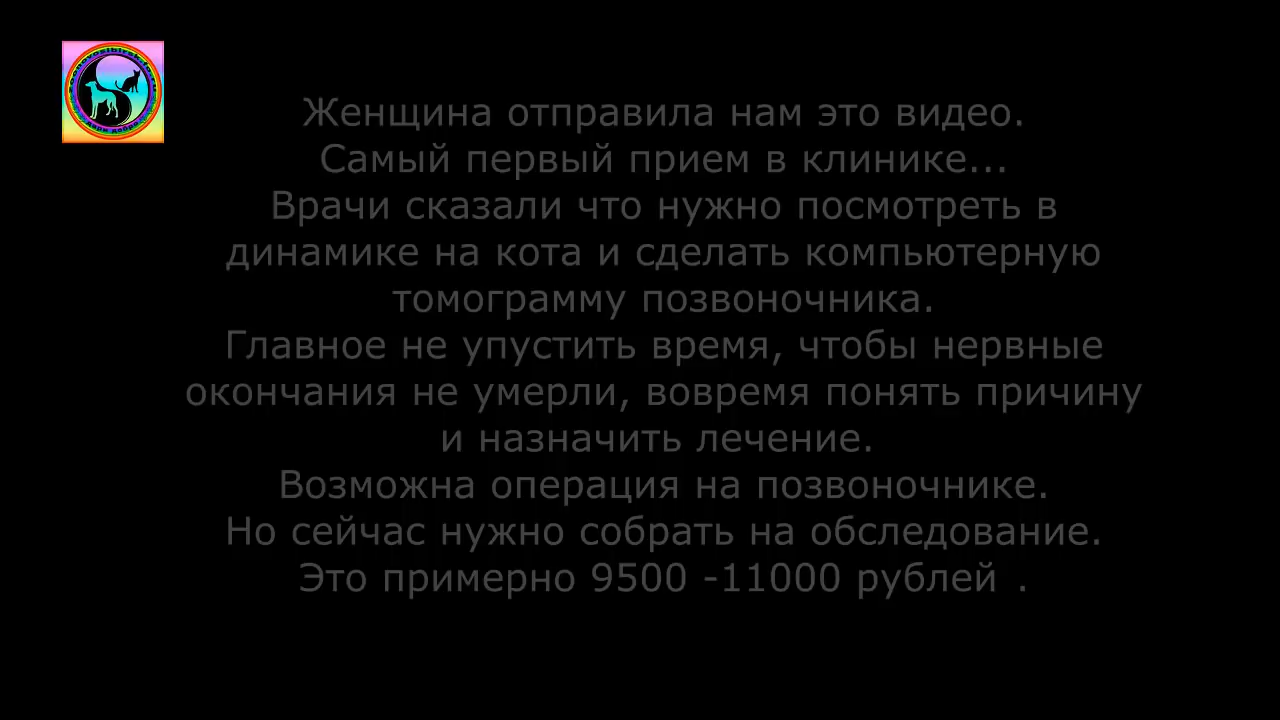 Женщина отправила нам это видео.
Самый первый прием в клинике...
Врачи сказали что нужно посмотреть в
динамике на кота и сделать компьютерную
томограмму позвоночника.
Главное не упустить время, чтобы нервные
окончания не умерли, вовремя понять причину
и назначить лечение.
Возможна операция на позвоночнике.
Но сейчас нужно собрать на обследование.
Это примерно 9500 -11000 рублей .